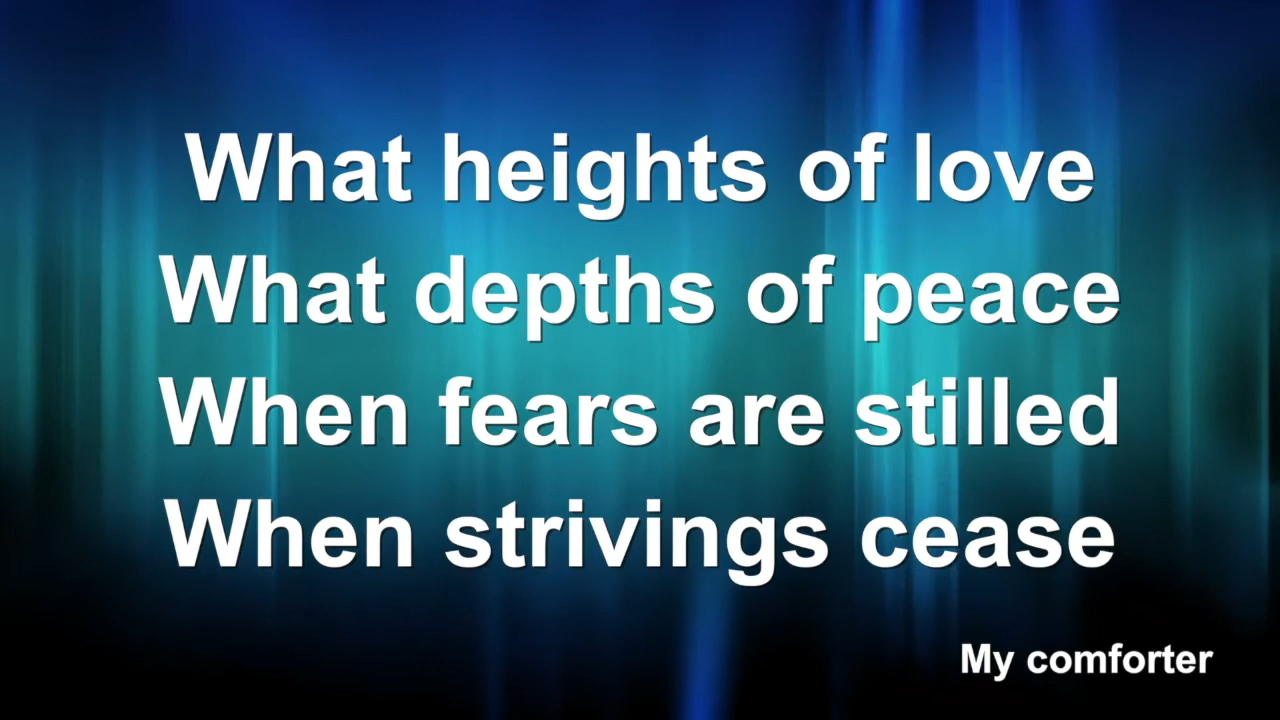 What heights of love
What depths of peace
When fears are stilled
When strivings cease
My comforter